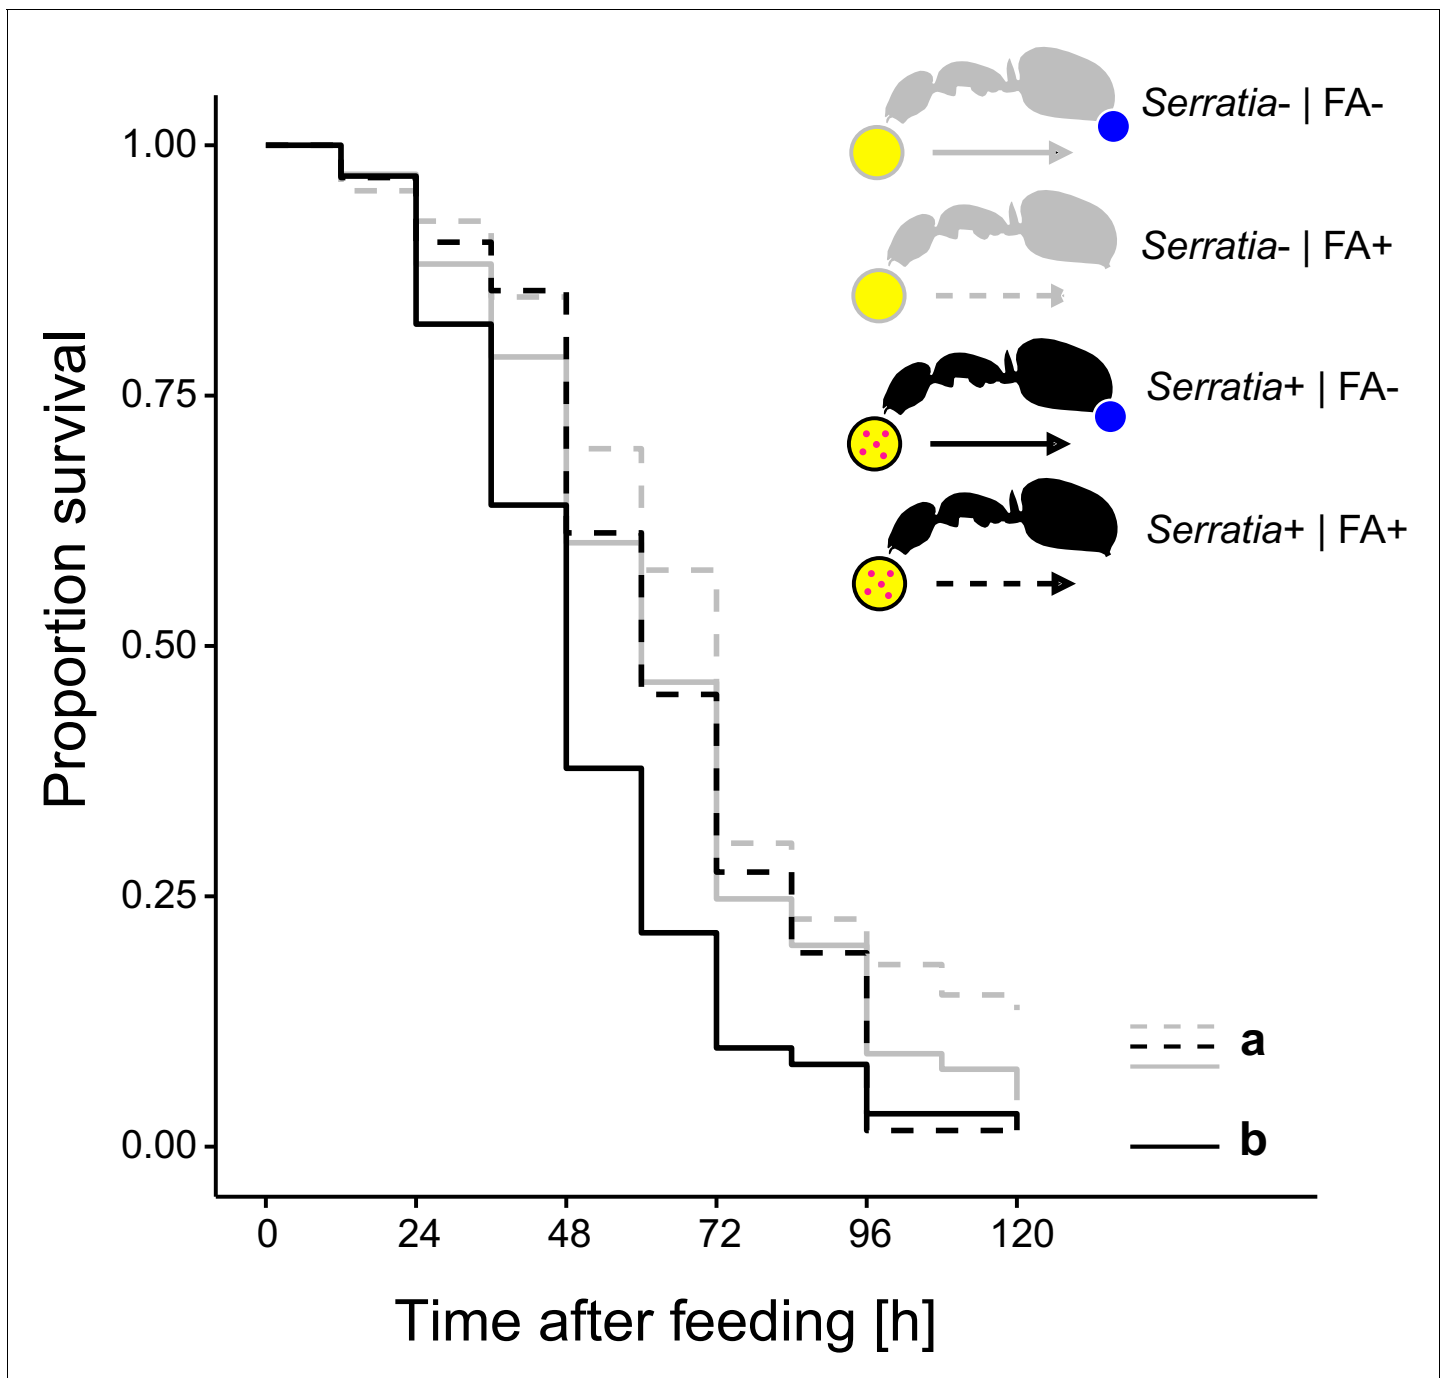 Serratia- | FA-
Serratia- | FA+
Serratia+ | FA-
Serratia+ | FA+
Proportion survival
1.00
0.75
0.50
0.25
0.00
a
b
0 24 48 72 96 120
Time after feeding [h]